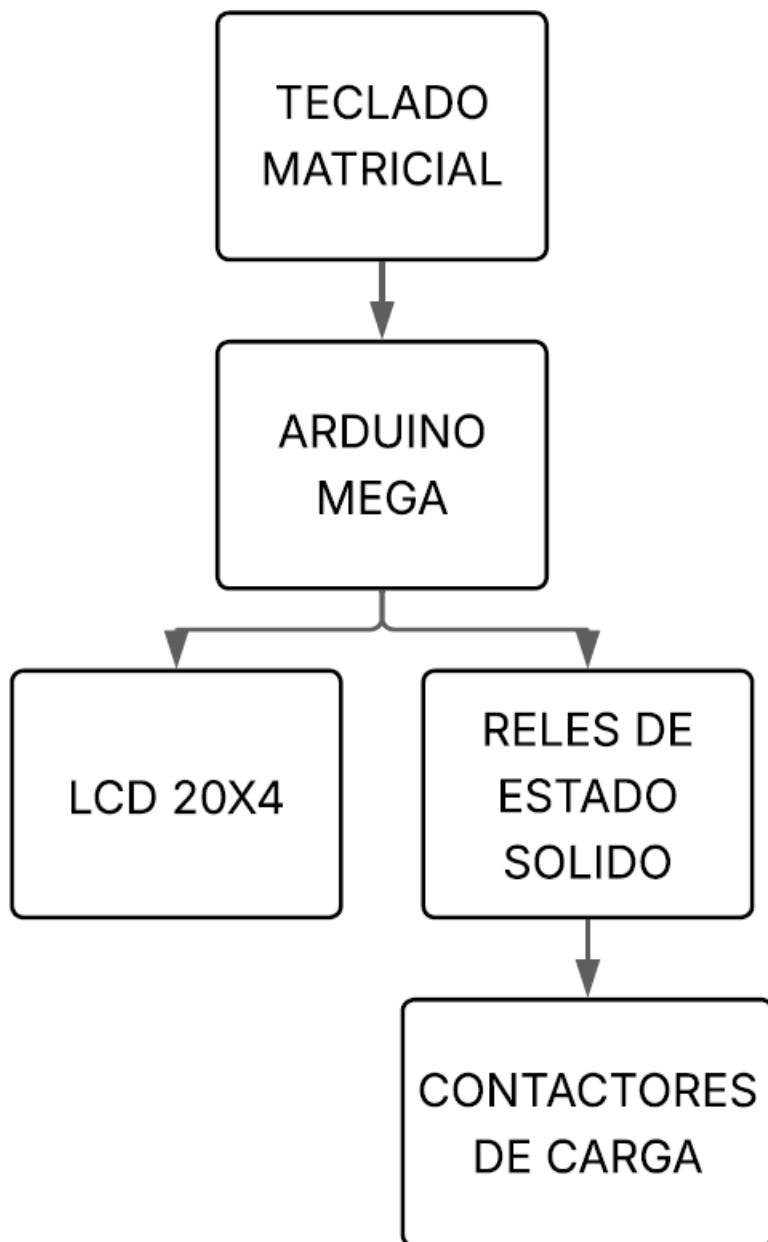 TECLADO
MATRICIAL
ARDUINO
MEGA
LCD 20X4
RELES DE
ESTADO
SOLIDO
CONTACTORES
DE CARGA